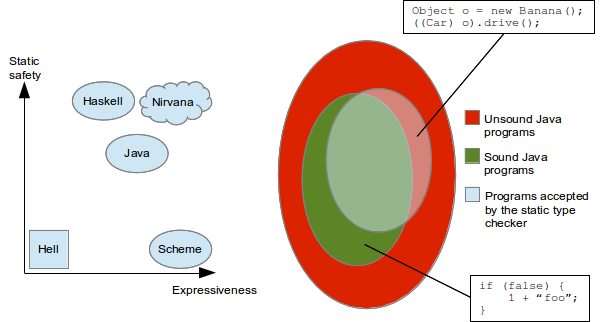 Object o = new Banana();
((Car) o).drive();
Static
safety
Haskell
Nirvana
Java
Hell
Scheme
Expressiveness
Unsound Java
programs
Sound Java
programs
Programs accepted
by the static type
checker
if (false) {
1 + “foo”;
}